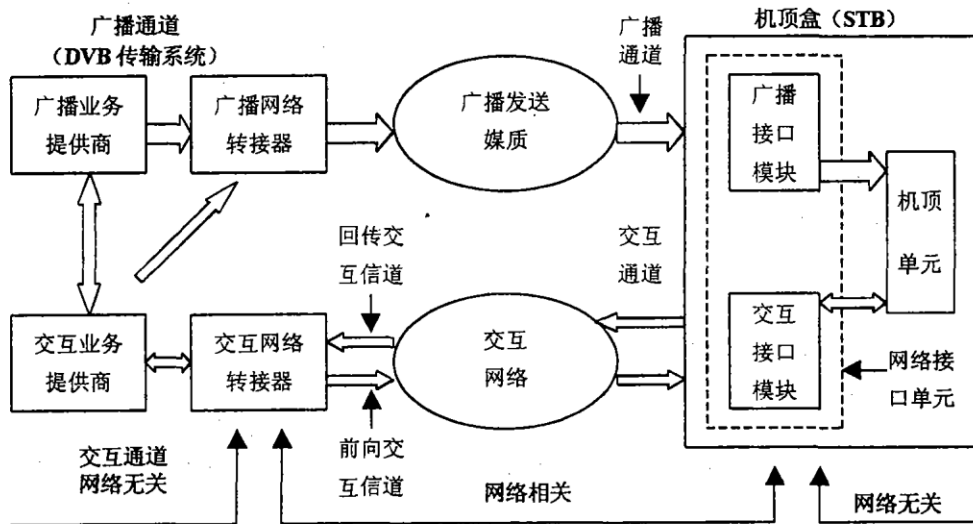 广播通道
（DVB 传输系统）
机顶盒（STB）
广播业务
提供商
广播网络
转接器
广播发送
媒质
广播
通道
广播
接口
模块
机顶
单元
回传交
互信道
交互
通道
交互业务
提供商
交互网络
转接器
交互
网络
交互
接口
模块
网络接
口单元
前向交
互信道
交互通道
网络无关
网络相关
网络无关